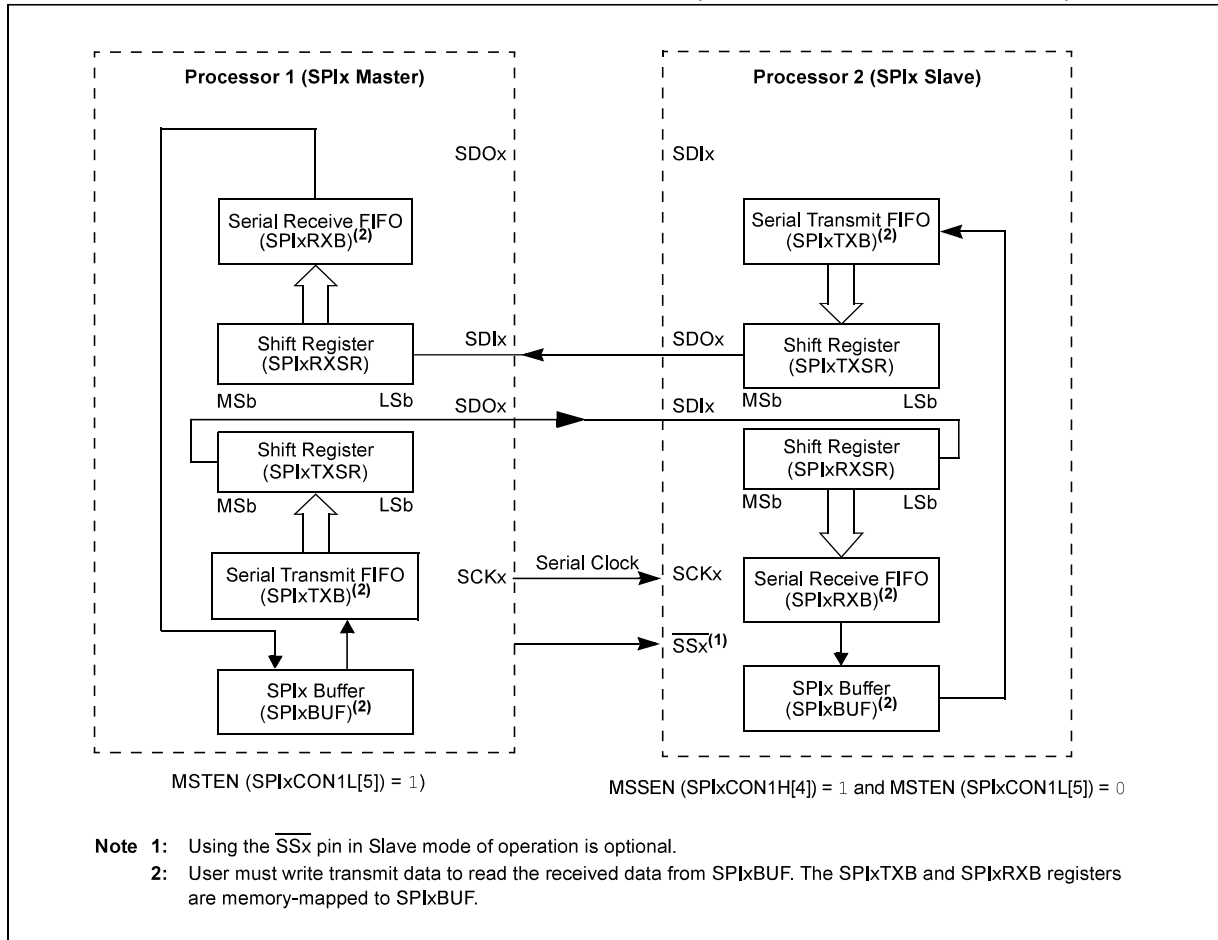 Processor 1 (SPIx Master)
Processor 2 (SPIx Slave)
SDOx
SDIx
Serial Receive FIFO
(SPIxRXB)(2)
Serial Transmit FIFO
(SPIxTXB)(2)
Shift Register
(SPIxRXSR)
SDIx
SDOx
Shift Register
(SPIxTXSR)
MSb
LSb
MSb
LSb
SDOx
SDIx
Shift Register
(SPIxTXSR)
Shift Register
(SPIxRXSR)
MSb
LSb
MSb
LSb
Serial Transmit FIFO
(SPIxTXB)(2)
SCKx
Serial Clock
SCKx
Serial Receive FIFO
(SPIxRXB)(2)
SSx(1)
SPIx Buffer
(SPIxBUF)(2)
SPIx Buffer
(SPIxBUF)(2)
MSTEN (SPIxCON1L[5]) = 1)
MSSEN (SPIxCON1H[4]) = 1 and MSTEN (SPIxCON1L[5]) = 0
Note 1: Using the SSx pin in Slave mode of operation is optional.
2: User must write transmit data to read the received data from SPIxBUF. The SPIxTXB and SPIxRXB registers
are memory-mapped to SPIxBUF.